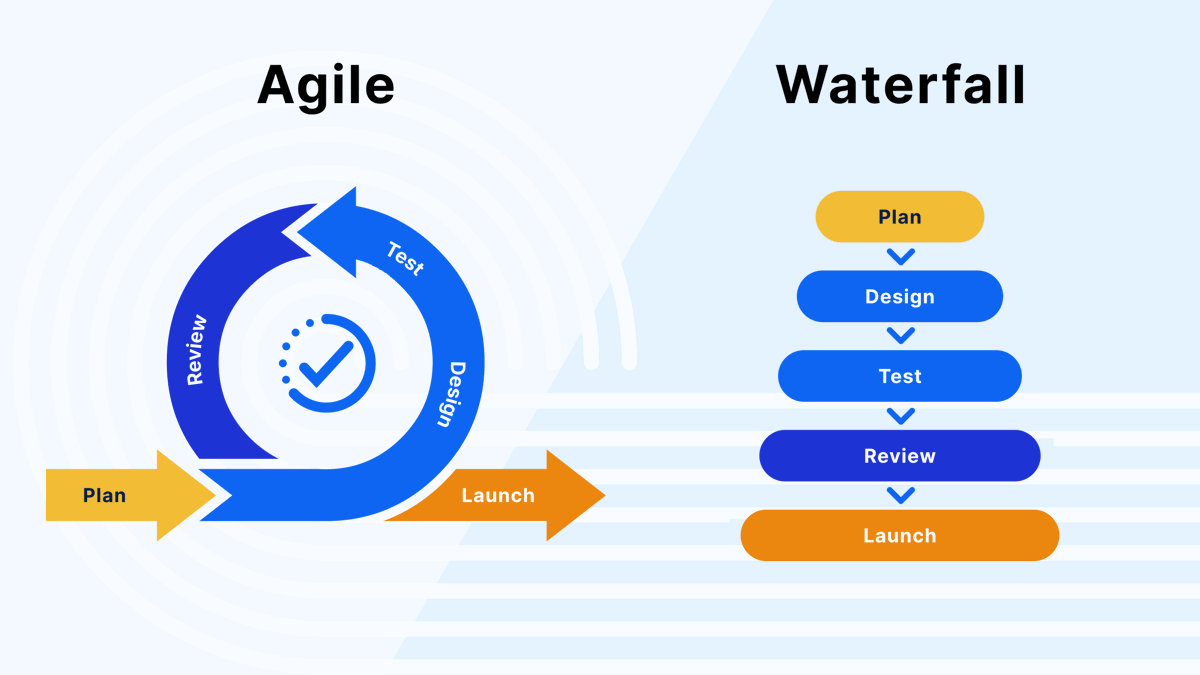 Agile
Plan
Design
Test
Review
Launch
Waterfall
Plan
Design
Test
Review
Launch